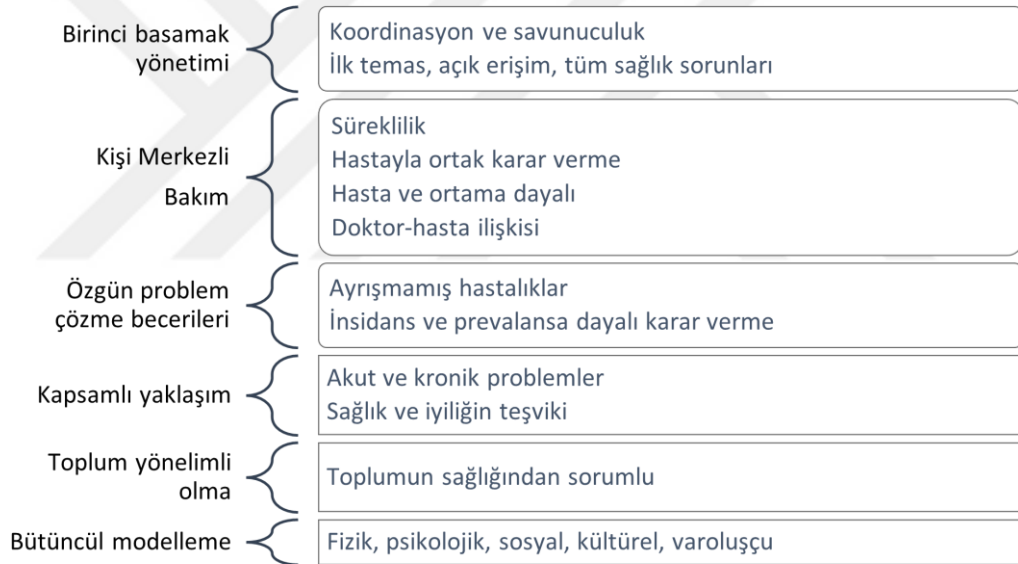 Birinci basamak
yönetimi
Koordinasyon ve savunuculuk
İlk temas, açık erişim, tüm sağlık sorunları
Kişi Merkezli
Bakım
Süreklilik
Hastayla ortak karar verme
Hasta ve ortama dayalı
Doktor-hasta ilişkisi
Özgün problem
çözme becerileri
Ayrışmamış hastalıklar
İnsidans ve prevalansa dayalı karar verme
Kapsamlı yaklaşım
Akut ve kronik problemler
Sağlık ve iyiliğin teşviki
Toplum yönelimli
olma
Toplumun sağlığından sorumlu
Bütüncül modelleme
Fizik, psikolojik, sosyal, kültürel, varoluşçu